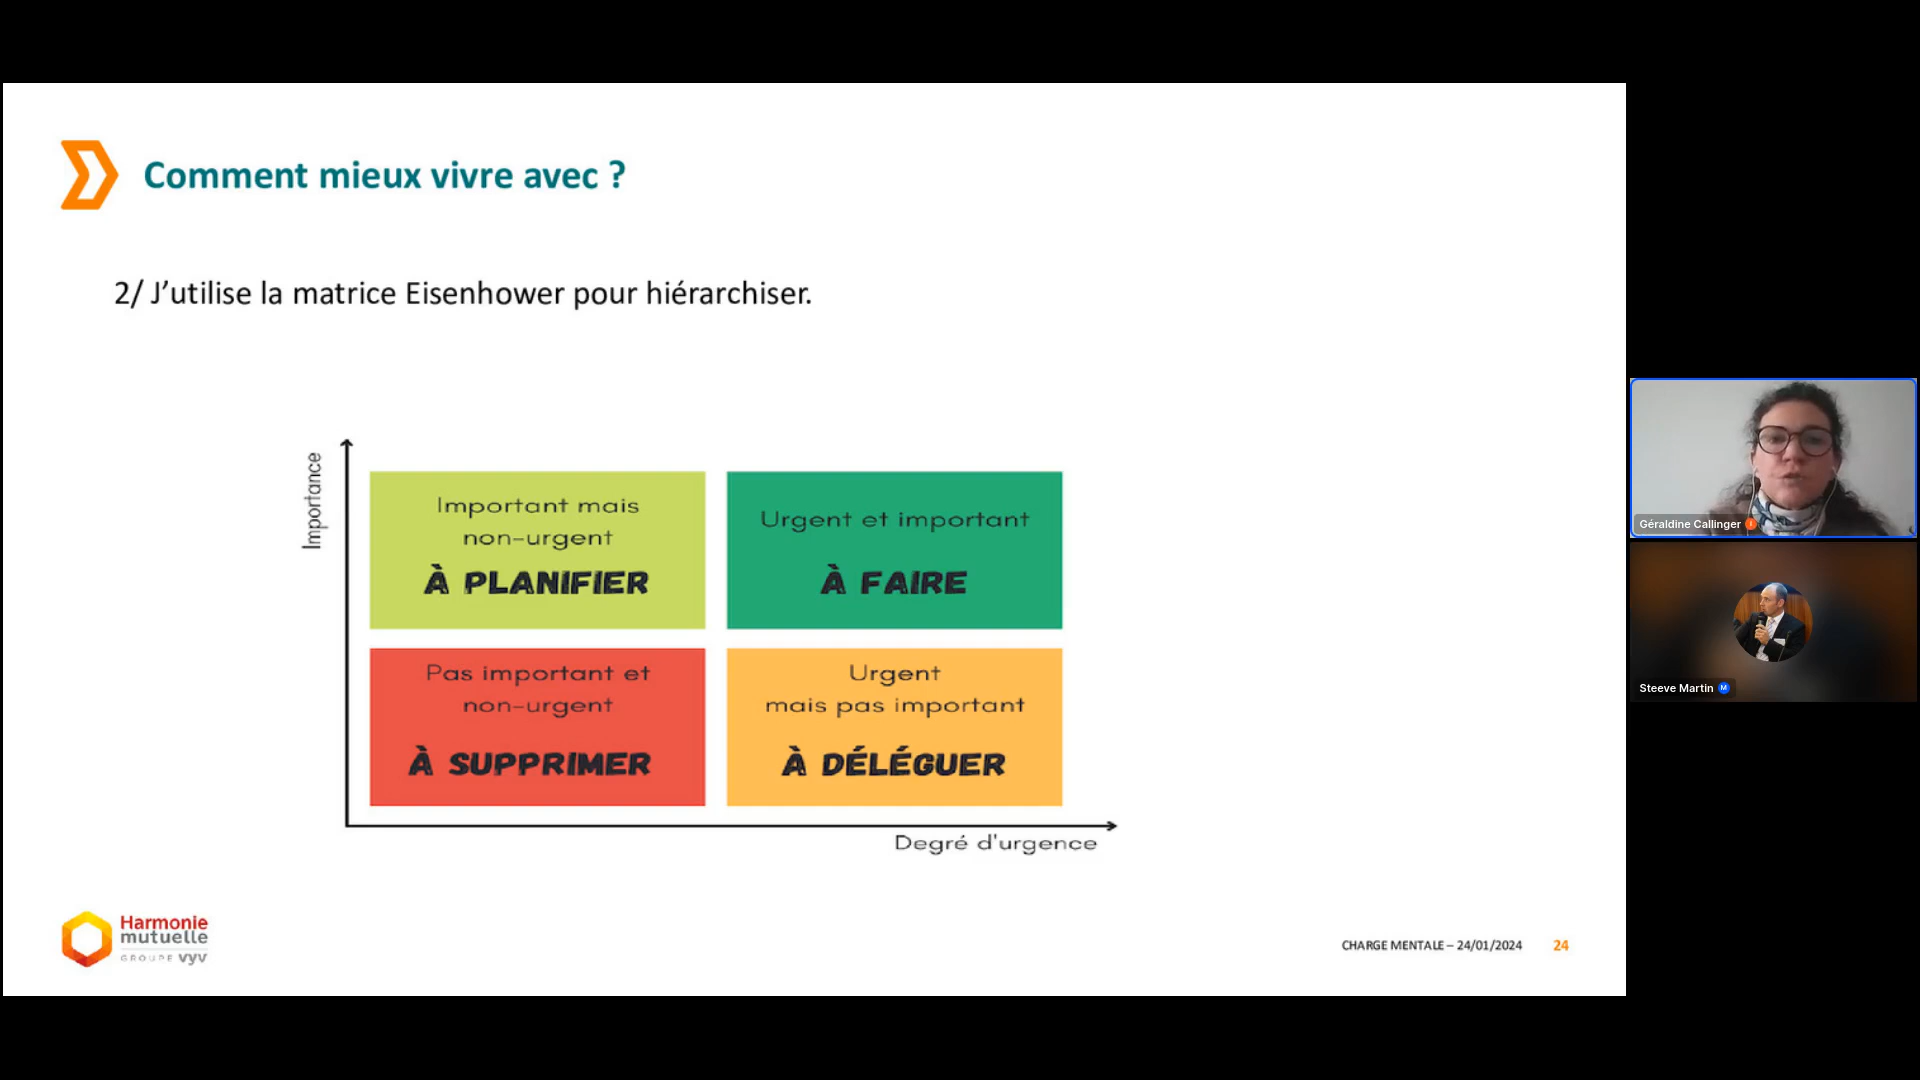 Comment mieux vivre avec ?
2/ J’utilise la matrice Eisenhower pour hiérarchiser.
Importance
Important mais
non-urgent
À PLANIFIER
Urgent et important
À FAIRE
Pas important et
non-urgent
À SUPPRIMER
Urgent
mais pas important
À DÉLÉGUER
Degré d'urgence
Harmonie
mutuelle
GROUPE vyv
CHARGE MENTALE – 24/01/2024
24
Géraldine Callinger
Steeve Martin M